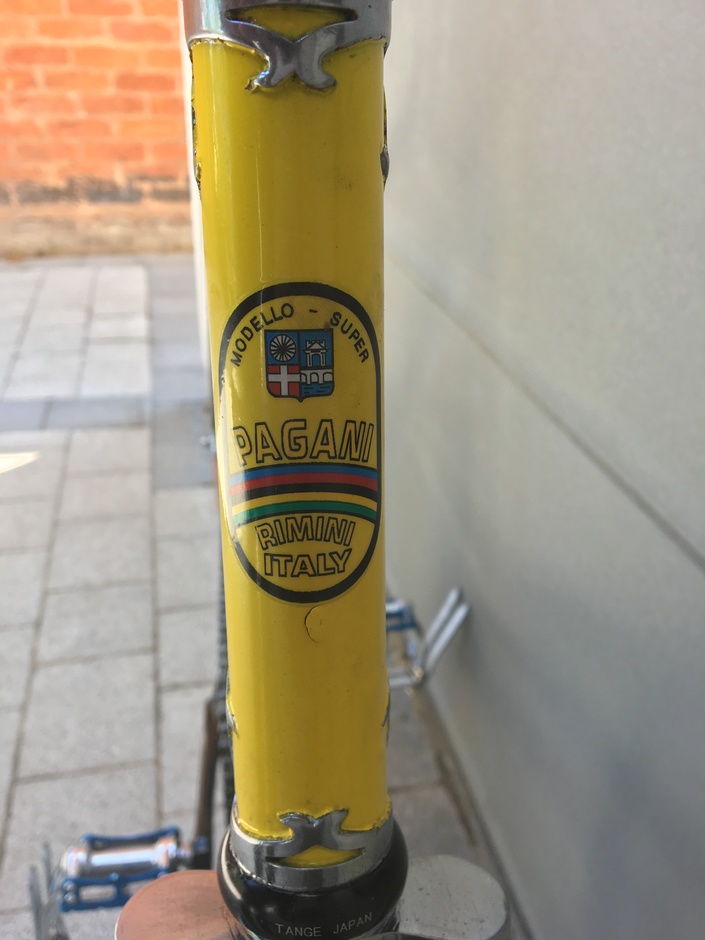 MODELLO - SUPER
PAGANI
RIMINI
ITALY
TANGE JAPAN